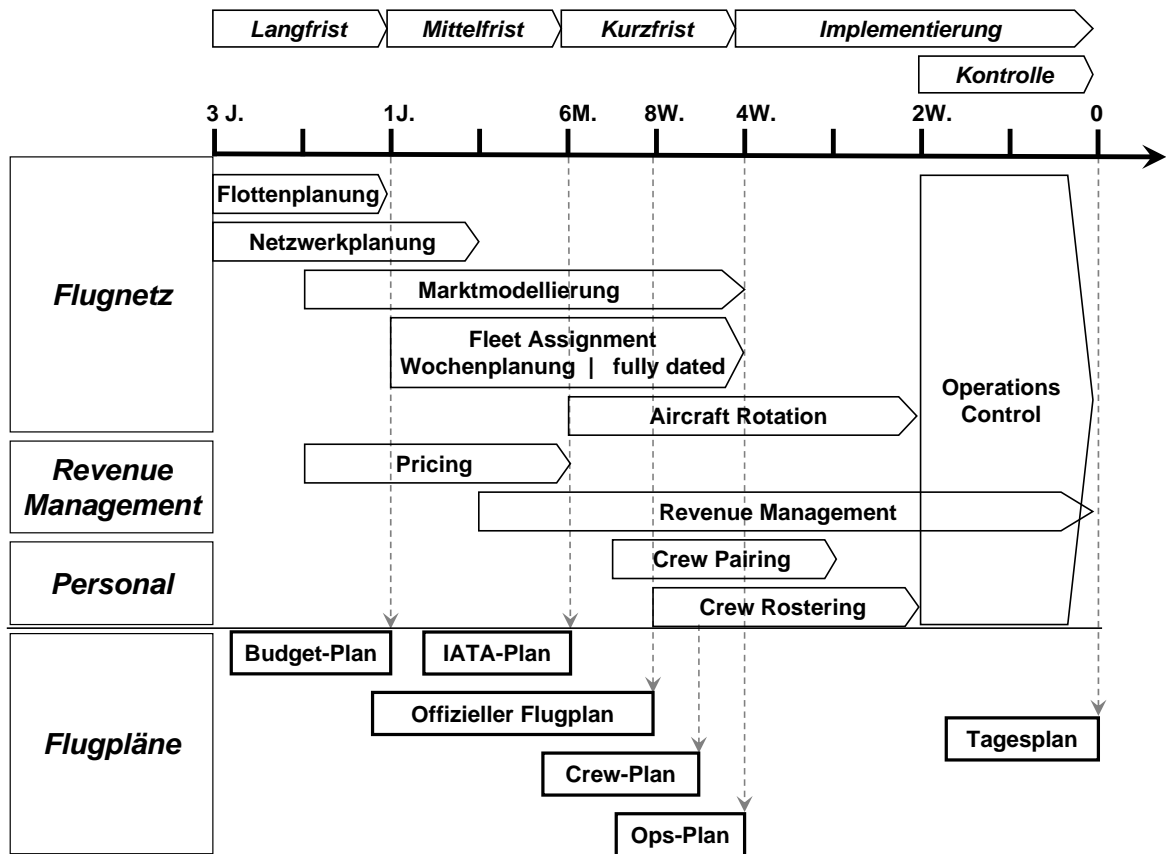 Langfrist Mittelfrist Kurzfrist Implementierung
Kontrolle
3 J. 1J. 6M. 8W. 4W. 2W. 0
Flottenplanung
Netzwerkplanung
Flugnetz
Marktmodellierung
Fleet Assignment
Wochenplanung | fully dated
Aircraft Rotation
Operations
Control
Revenue
Management
Pricing
Revenue Management
Personal
Crew Pairing
Crew Rostering
Budget-Plan IATA-Plan
Offizieller Flugplan
Flugpläne
Tagesplan
Crew-Plan
Ops-Plan